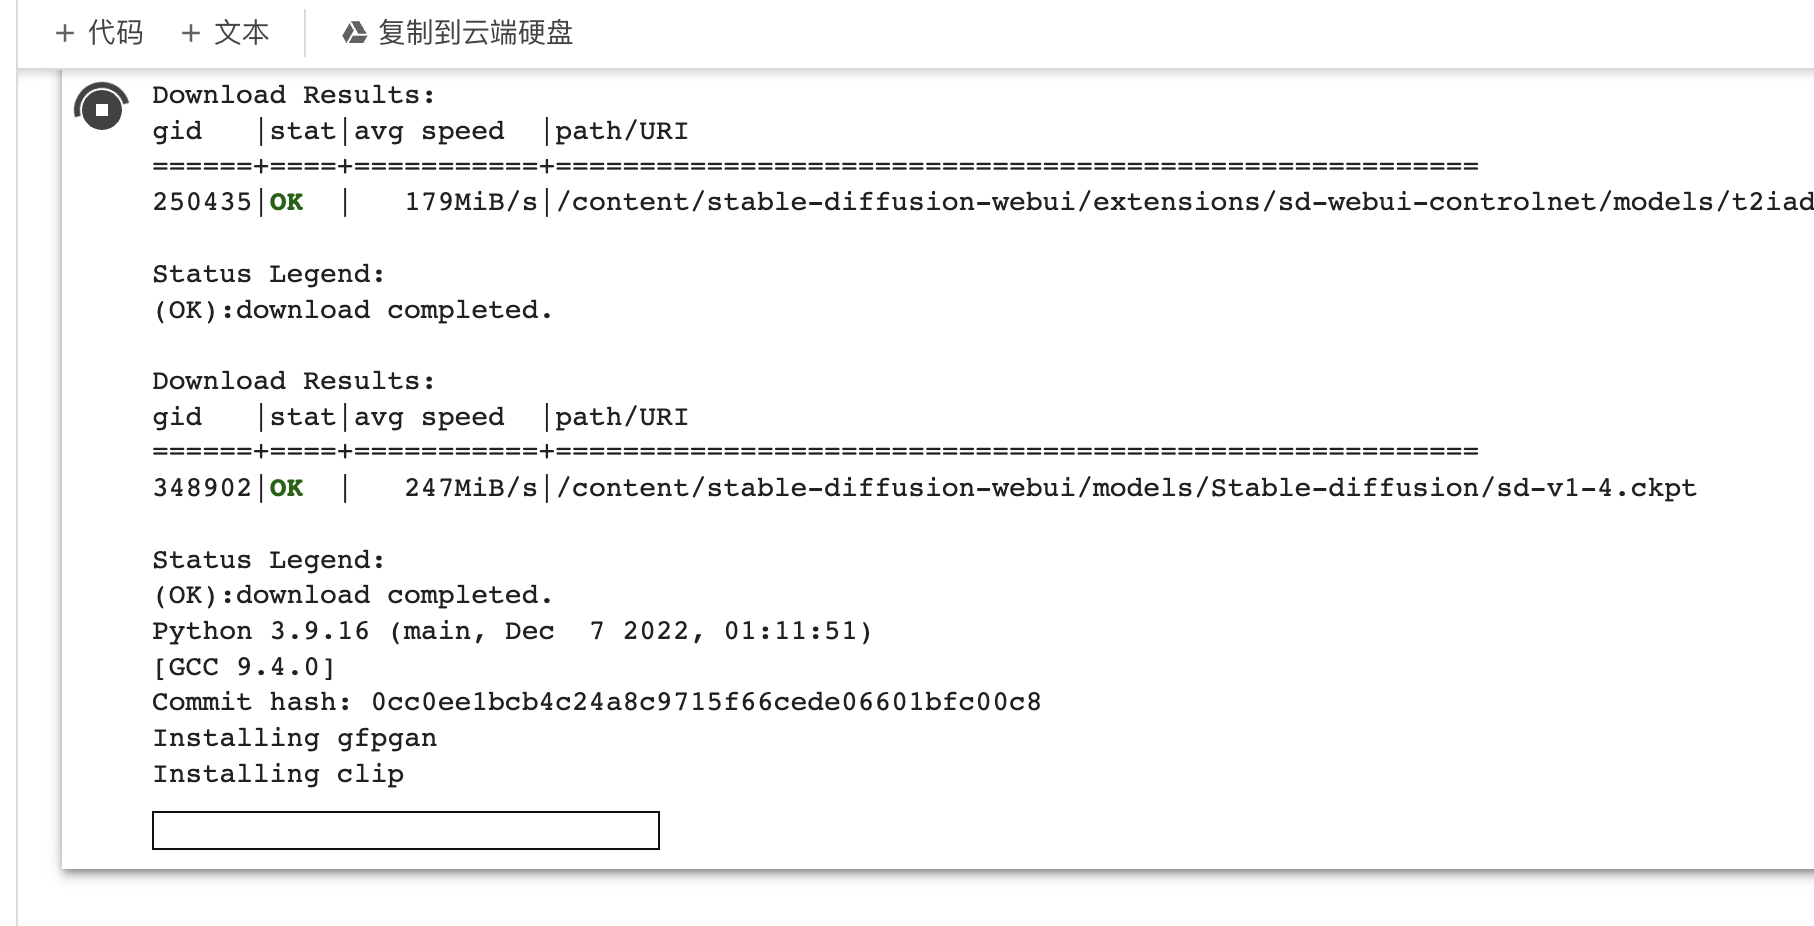 + 代码 + 文本 复制到云端硬盘
Download Results:
gid   |stat|avg speed  |path/URI
======+====+===========+=======================================================
250435|OK  |   179MiB/s|/content/stable-diffusion-webui/extensions/sd-webui-controlnet/models/t2iad
Status Legend:
(OK):download completed.
Download Results:
gid   |stat|avg speed  |path/URI
======+====+===========+=======================================================
348902|OK  |   247MiB/s|/content/stable-diffusion-webui/models/Stable-diffusion/sd-v1-4.ckpt
Status Legend:
(OK):download completed.
Python 3.9.16 (main, Dec  7 2022, 01:11:51)
[GCC 9.4.0]
Commit hash: 0cc0ee1bcb4c24a8c9715f66cede06601bfc00c8
Installing gfpgan
Installing clip